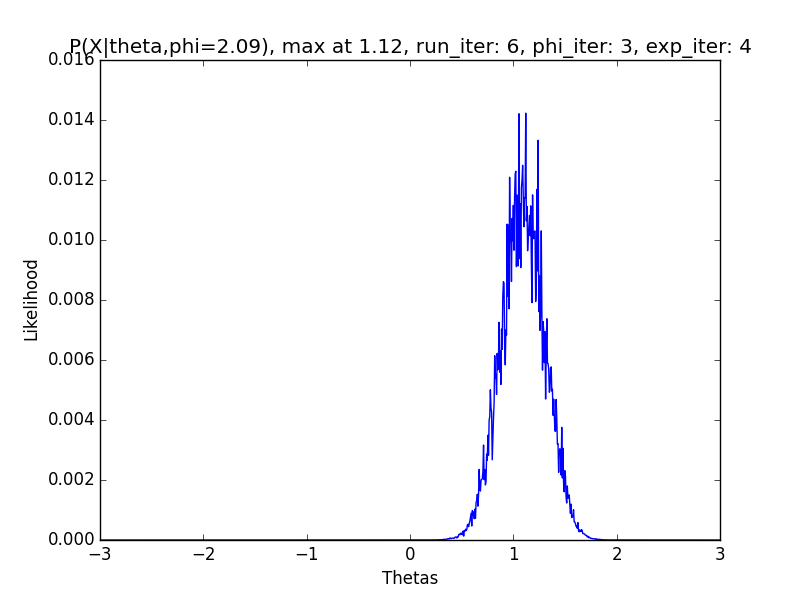 P(X|theta,phi=2.09), max at 1.12, run_iter: 6, phi_iter: 3, exp_iter: 4
0.016
0.014
0.012
0.010
0.008
0.006
0.004
0.002
0.000
Likelihood
−3 −2 −1 0 1 2 3
Thetas